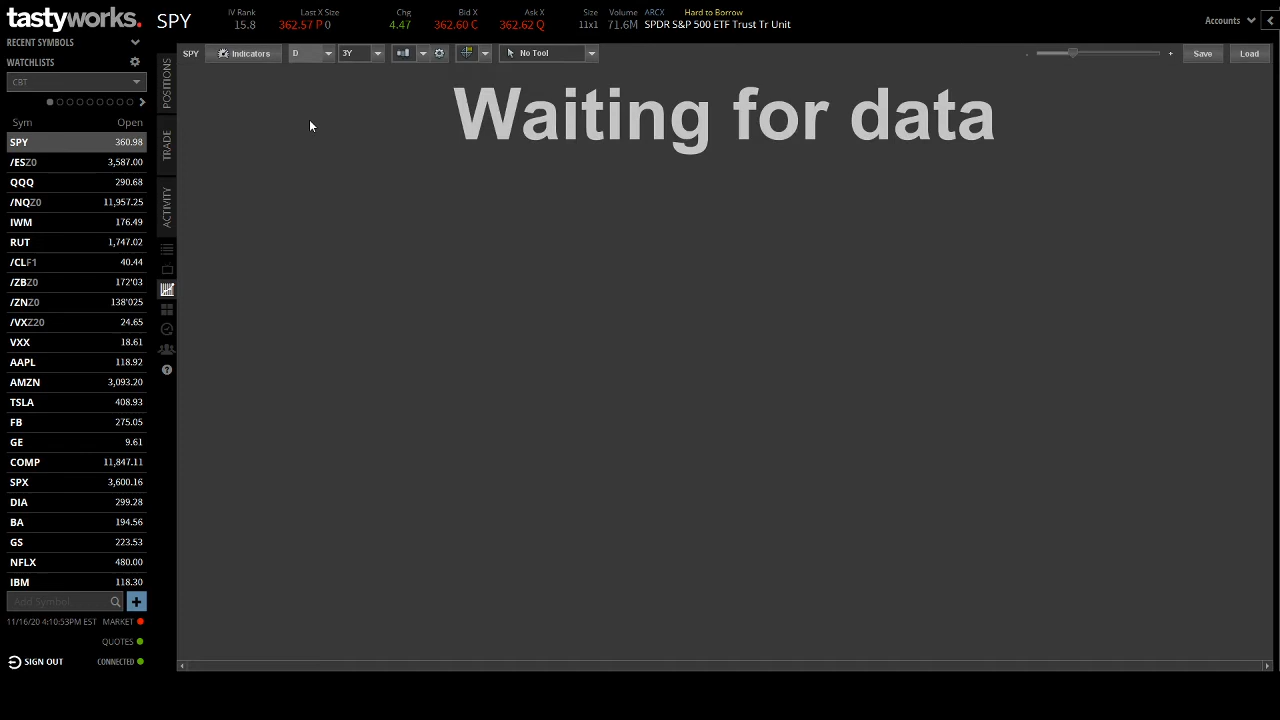 tastyworks.
SPY
IV Rank
15.8
Last X Size
362.57 P 0
Chg
4.47
Bid X
362.60 C
Ask X
362.62 Q
Size
11x1
Volume
71.6M
ARCX
Hard to Borrow
SPDR S&P 500 ETF Trust Tr Unit
Accounts
RECENT SYMBOLS
WATCHLISTS
CBT
SPY
Indicators
D
3Y
No Tool
-
+
Save
Load
POSITIONS
TRADE
ACTIVITY
Waiting for data
Sym Open
SPY 360.98
/ESZ0 3,587.00
QQQ 290.68
/NQZ0 11,957.25
IWM 176.49
RUT 1,747.02
/CLF1 40.44
/ZBZ0 172'03
/ZNZ0 138'025
/VXZ20 24.65
VXX 18.61
AAPL 118.92
AMZN 3,093.20
TSLA 408.93
FB 275.05
GE 9.61
COMP 11,847.11
SPX 3,600.16
DIA 299.28
BA 194.56
GS 223.53
NFLX 480.00
IBM 118.30
Add Symbol
11/16/20 4:10:53PM EST MARKET
QUOTES
SIGN OUT CONNECTED